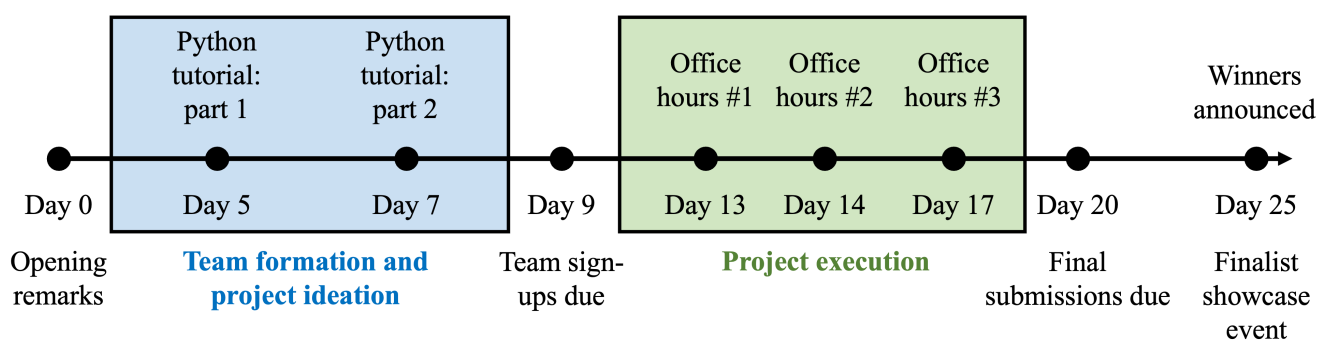 Python
tutorial:
part 1
Python
tutorial:
part 2
Office
hours #1
Office
hours #2
Office
hours #3
Winners
announced
Day 0
Day 5
Day 7
Day 9
Day 13
Day 14
Day 17
Day 20
Day 25
Opening
remarks
Team formation and
project ideation
Team sign-
ups due
Project execution
Final
submissions due
Finalist
showcase
event